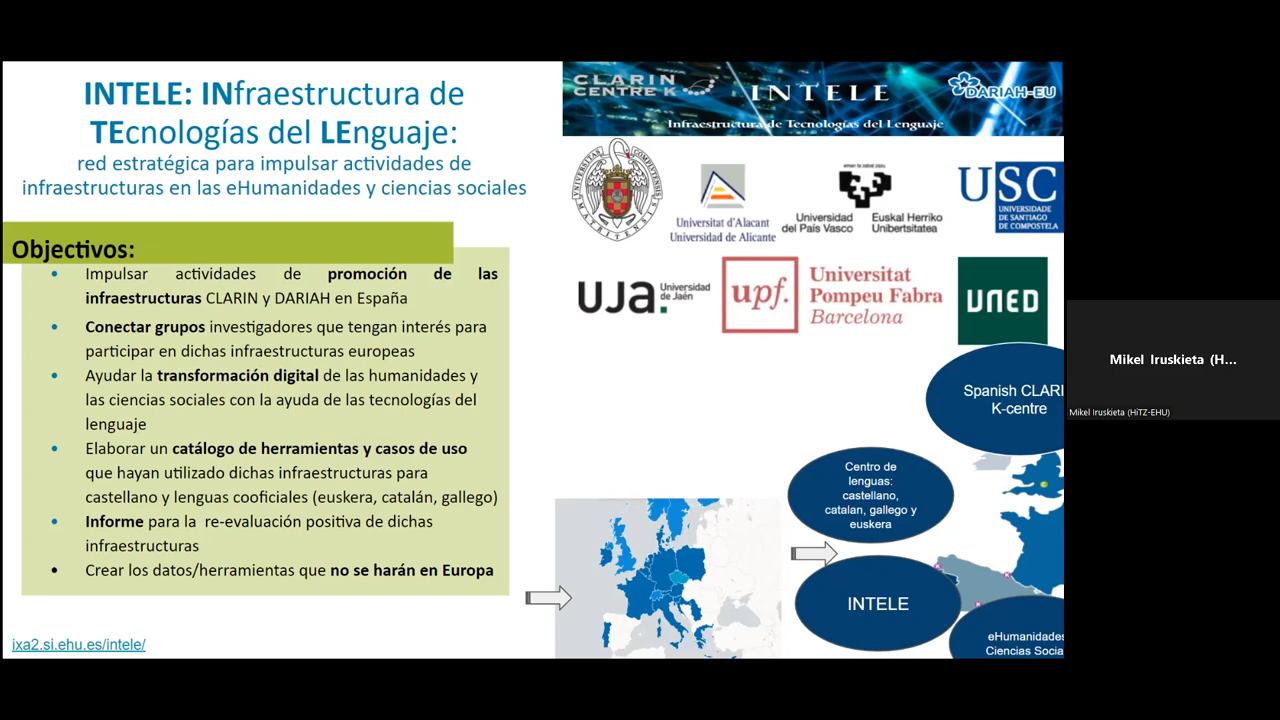 INTELE: INfraestructura de
TEcnologías del LEnguaje:
red estratégica para impulsar actividades de
infraestructuras en las eHumanidades y ciencias sociales
Objectivos:
Impulsar actividades de promoción de las
infraestructuras CLARIN y DARIAH en España
Conectar grupos investigadores que tengan interés para
participar en dichas infraestructuras europeas
Ayudar la transformación digital de las humanidades y
las ciencias sociales con la ayuda de las tecnologías del
lenguaje
Elaborar un catálogo de herramientas y casos de uso
que hayan utilizado dichas infraestructuras para
castellano y lenguas cooficiales (euskera, catalán, gallego)
Informe para la re-evaluación positiva de dichas
infraestructuras
Crear los datos/herramientas que no se harán en Europa
ixa2.si.ehu.es/intele/
CLARIN
CENTRE K
INTELE
DARIAH-EU
Infraestructura de Tecnologías del Lenguaje
Universitat d'Alacant
Universidad de Alicante
Universidad
del País Vasco
Euskal Herriko
Unibertsitatea
USC
UNIVERSIDADE
DE SANTIAGO
DE COMPOSTELA
UJA.
Universidad
de Jaén
upf.
Universitat
Pompeu Fabra
Barcelona
UNED
Spanish CLARI
K-centre
Centro de
lenguas:
castellano,
catalan, gallego y
euskera
INTELE
eHumanidades
Ciencias Socia
Mikel Iruskieta (H...
Mikel Iruskieta (HiTZ-EHU)